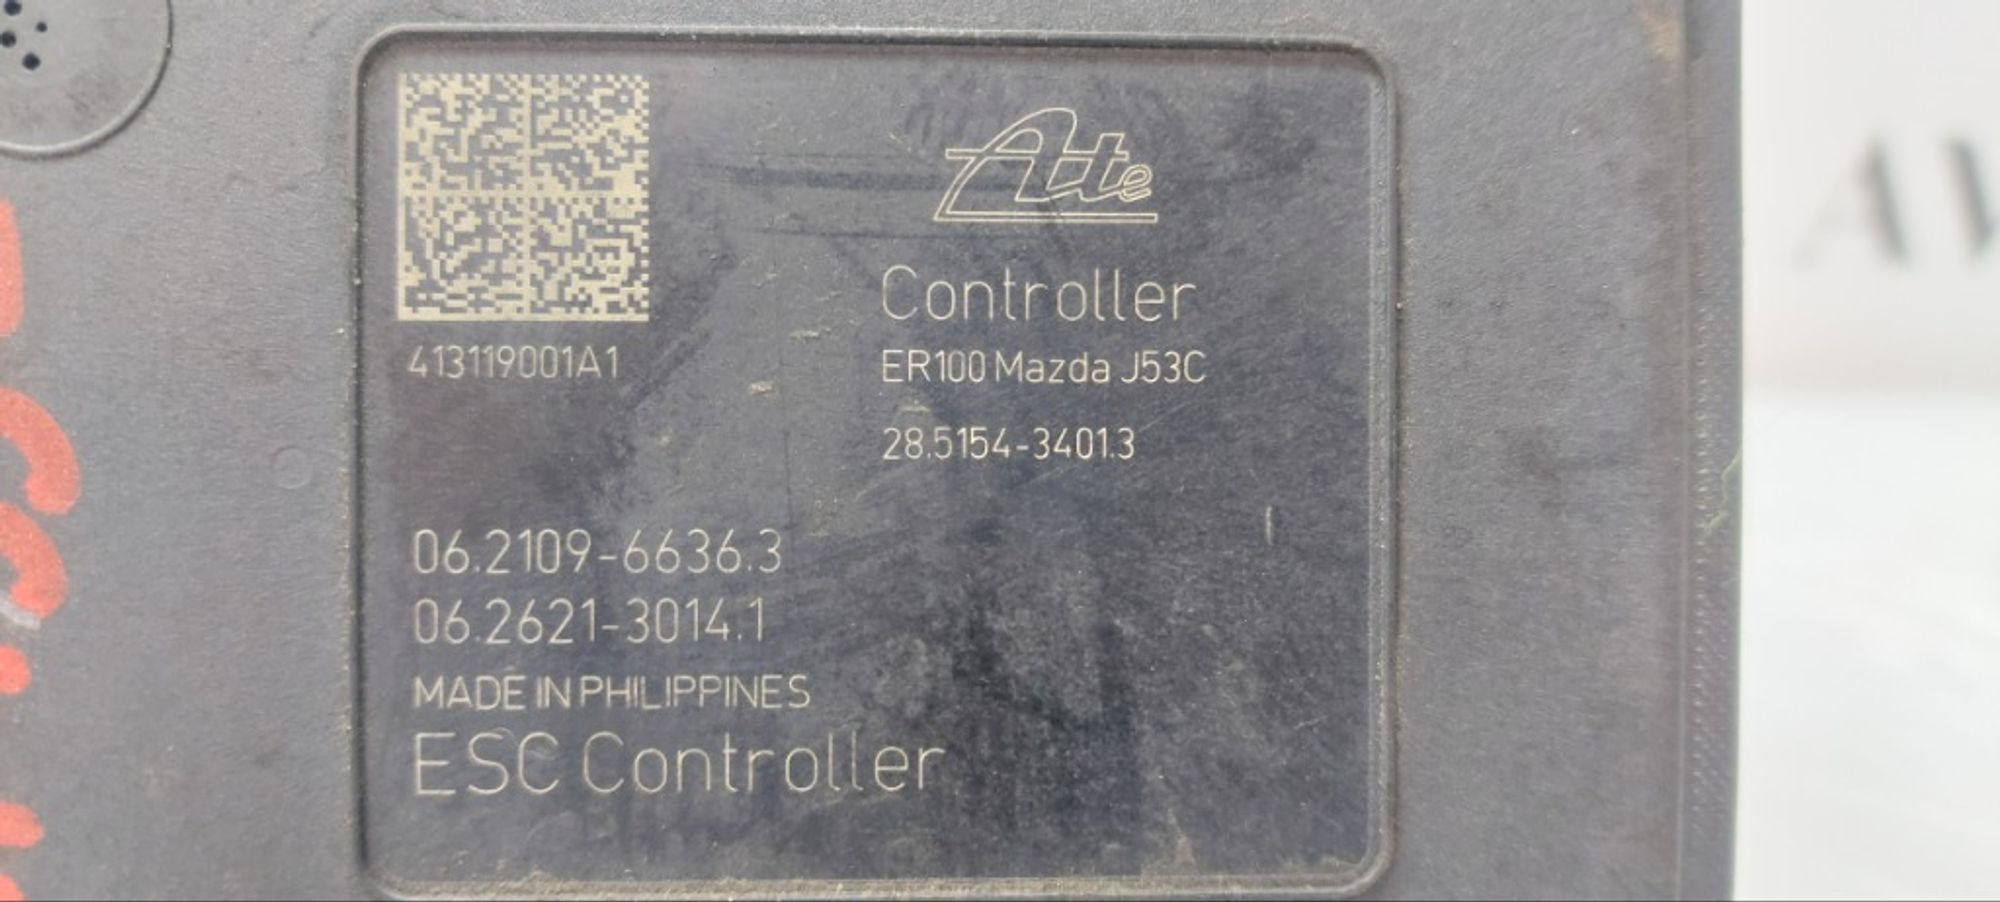 Ate
Controller
413119001A1
ER100 Mazda J53C
28.5154-3401.3
06.2109-6636.3
06.2621-3014.1
MADE IN PHILIPPINES
ESC Controller